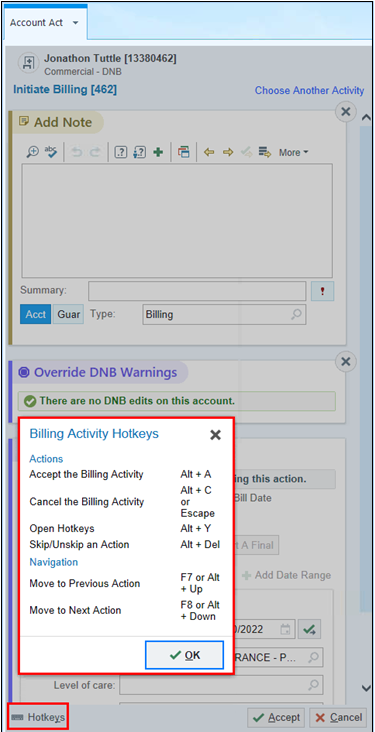 Account Act
Jonathon Tuttle [13380462]
Commercial - DNB
Initiate Billing [462]
Choose Another Activity
Add Note
abc
More
Summary:
Acct
Guar
Type:
Billing
Override DNB Warnings
There are no DNB edits on this account.
Billing Activity Hotkeys
Actions
Accept the Billing Activity Alt + A
Cancel the Billing Activity Alt + C
or
Escape
Open Hotkeys Alt + Y
Skip/Unskip an Action Alt + Del
Navigation
Move to Previous Action F7 or Alt
+ Up
Move to Next Action F8 or Alt
+ Down
OK
ing this action.
Bill Date
t A Final
Add Date Range
0/2022
RANCE - P...
Level of care:
Hotkeys
Accept
Cancel